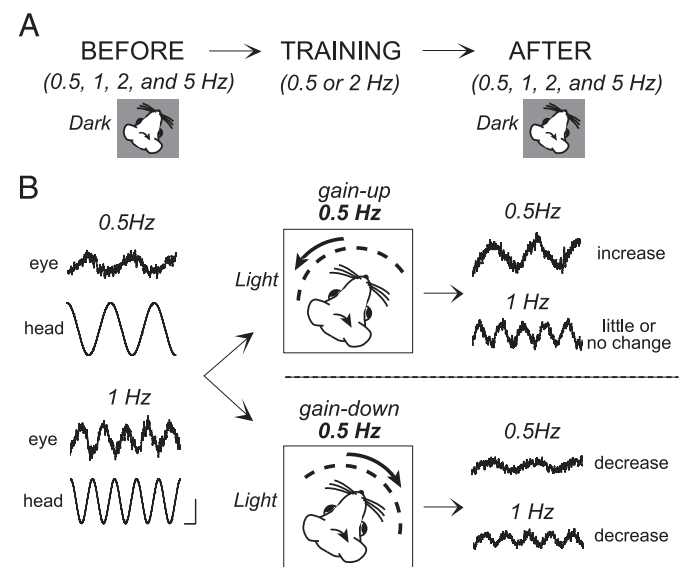 A
BEFORE → TRAINING → AFTER
(0.5, 1, 2, and 5 Hz) (0.5 or 2 Hz) (0.5, 1, 2, and 5 Hz)
Dark Dark
B
0.5Hz
eye
head
1 Hz
eye
head
gain-up
0.5 Hz
Light
0.5Hz
increase
1 Hz
little or
no change
gain-down
0.5 Hz
Light
0.5Hz
decrease
1 Hz
decrease